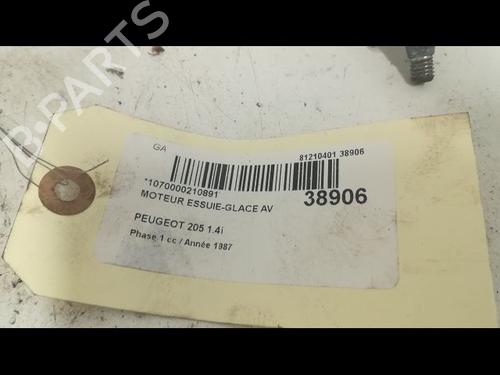 B-PARTS
GA
81210401 38906
*1070000210891
MOTEUR ESSUIE-GLACE AV
38906
PEUGEOT 205 1.4i
Phase 1 cc / Année 1987